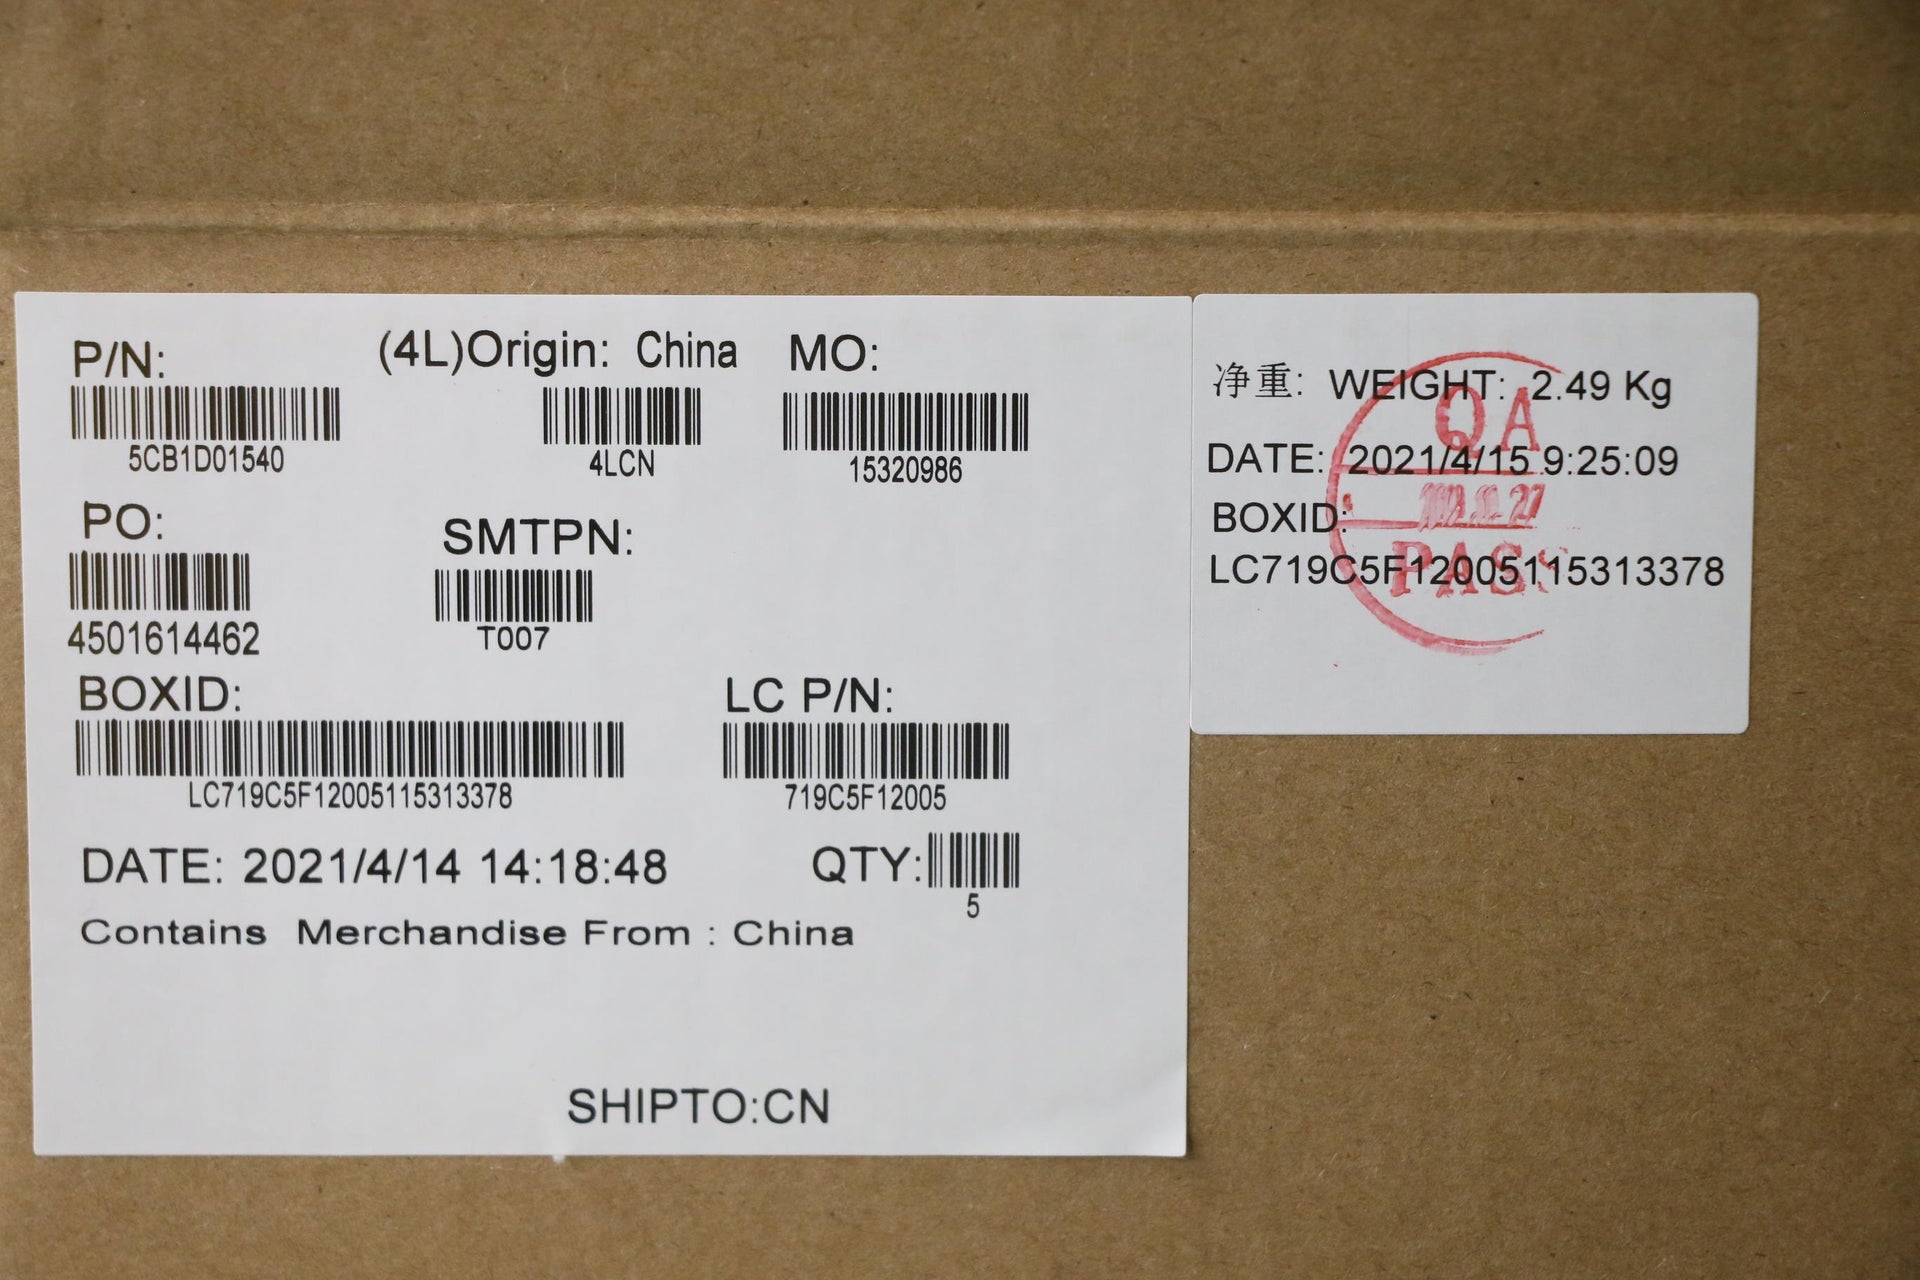 P/N: (4L)Origin: China MO:
5CB1D01540 4LCN 15320986
PO: SMTPN:
4501614462 T007
BOXID: LC P/N:
LC719C5F12005115313378 719C5F12005
DATE: 2021/4/14 14:18:48 QTY:
5
Contains Merchandise From : China
SHIPTO:CN
净重: WEIGHT: 2.49 Kg
DATE: 2021/4/15 9:25:09
BOXID:
LC719C5F12005115313378
QA
PASS